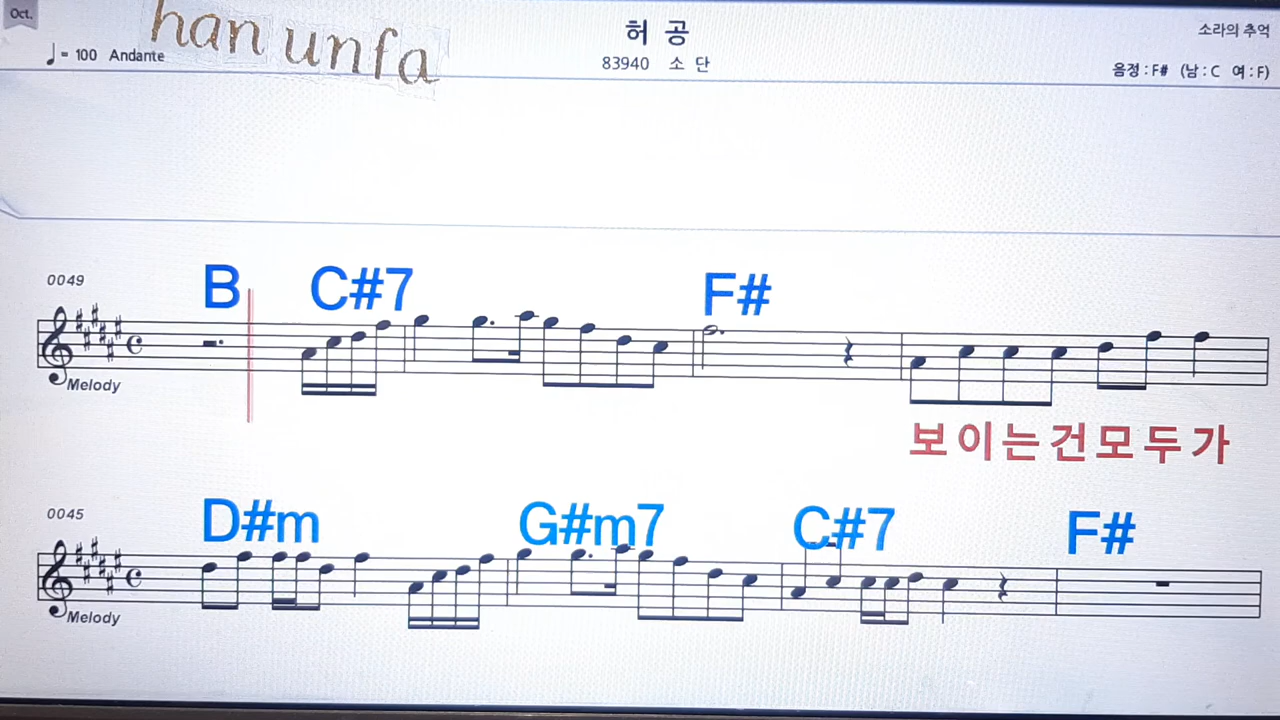 Oct.
han unfa
허 공
소라의 추억
♩= 100 Andante
83940 소 단
음정 : F# (남 : C 여 : F)
0049
B C#7 F#
Melody
보 이 는 건 모 두 가
0045
D#m G#m7 C#7 F#
Melody